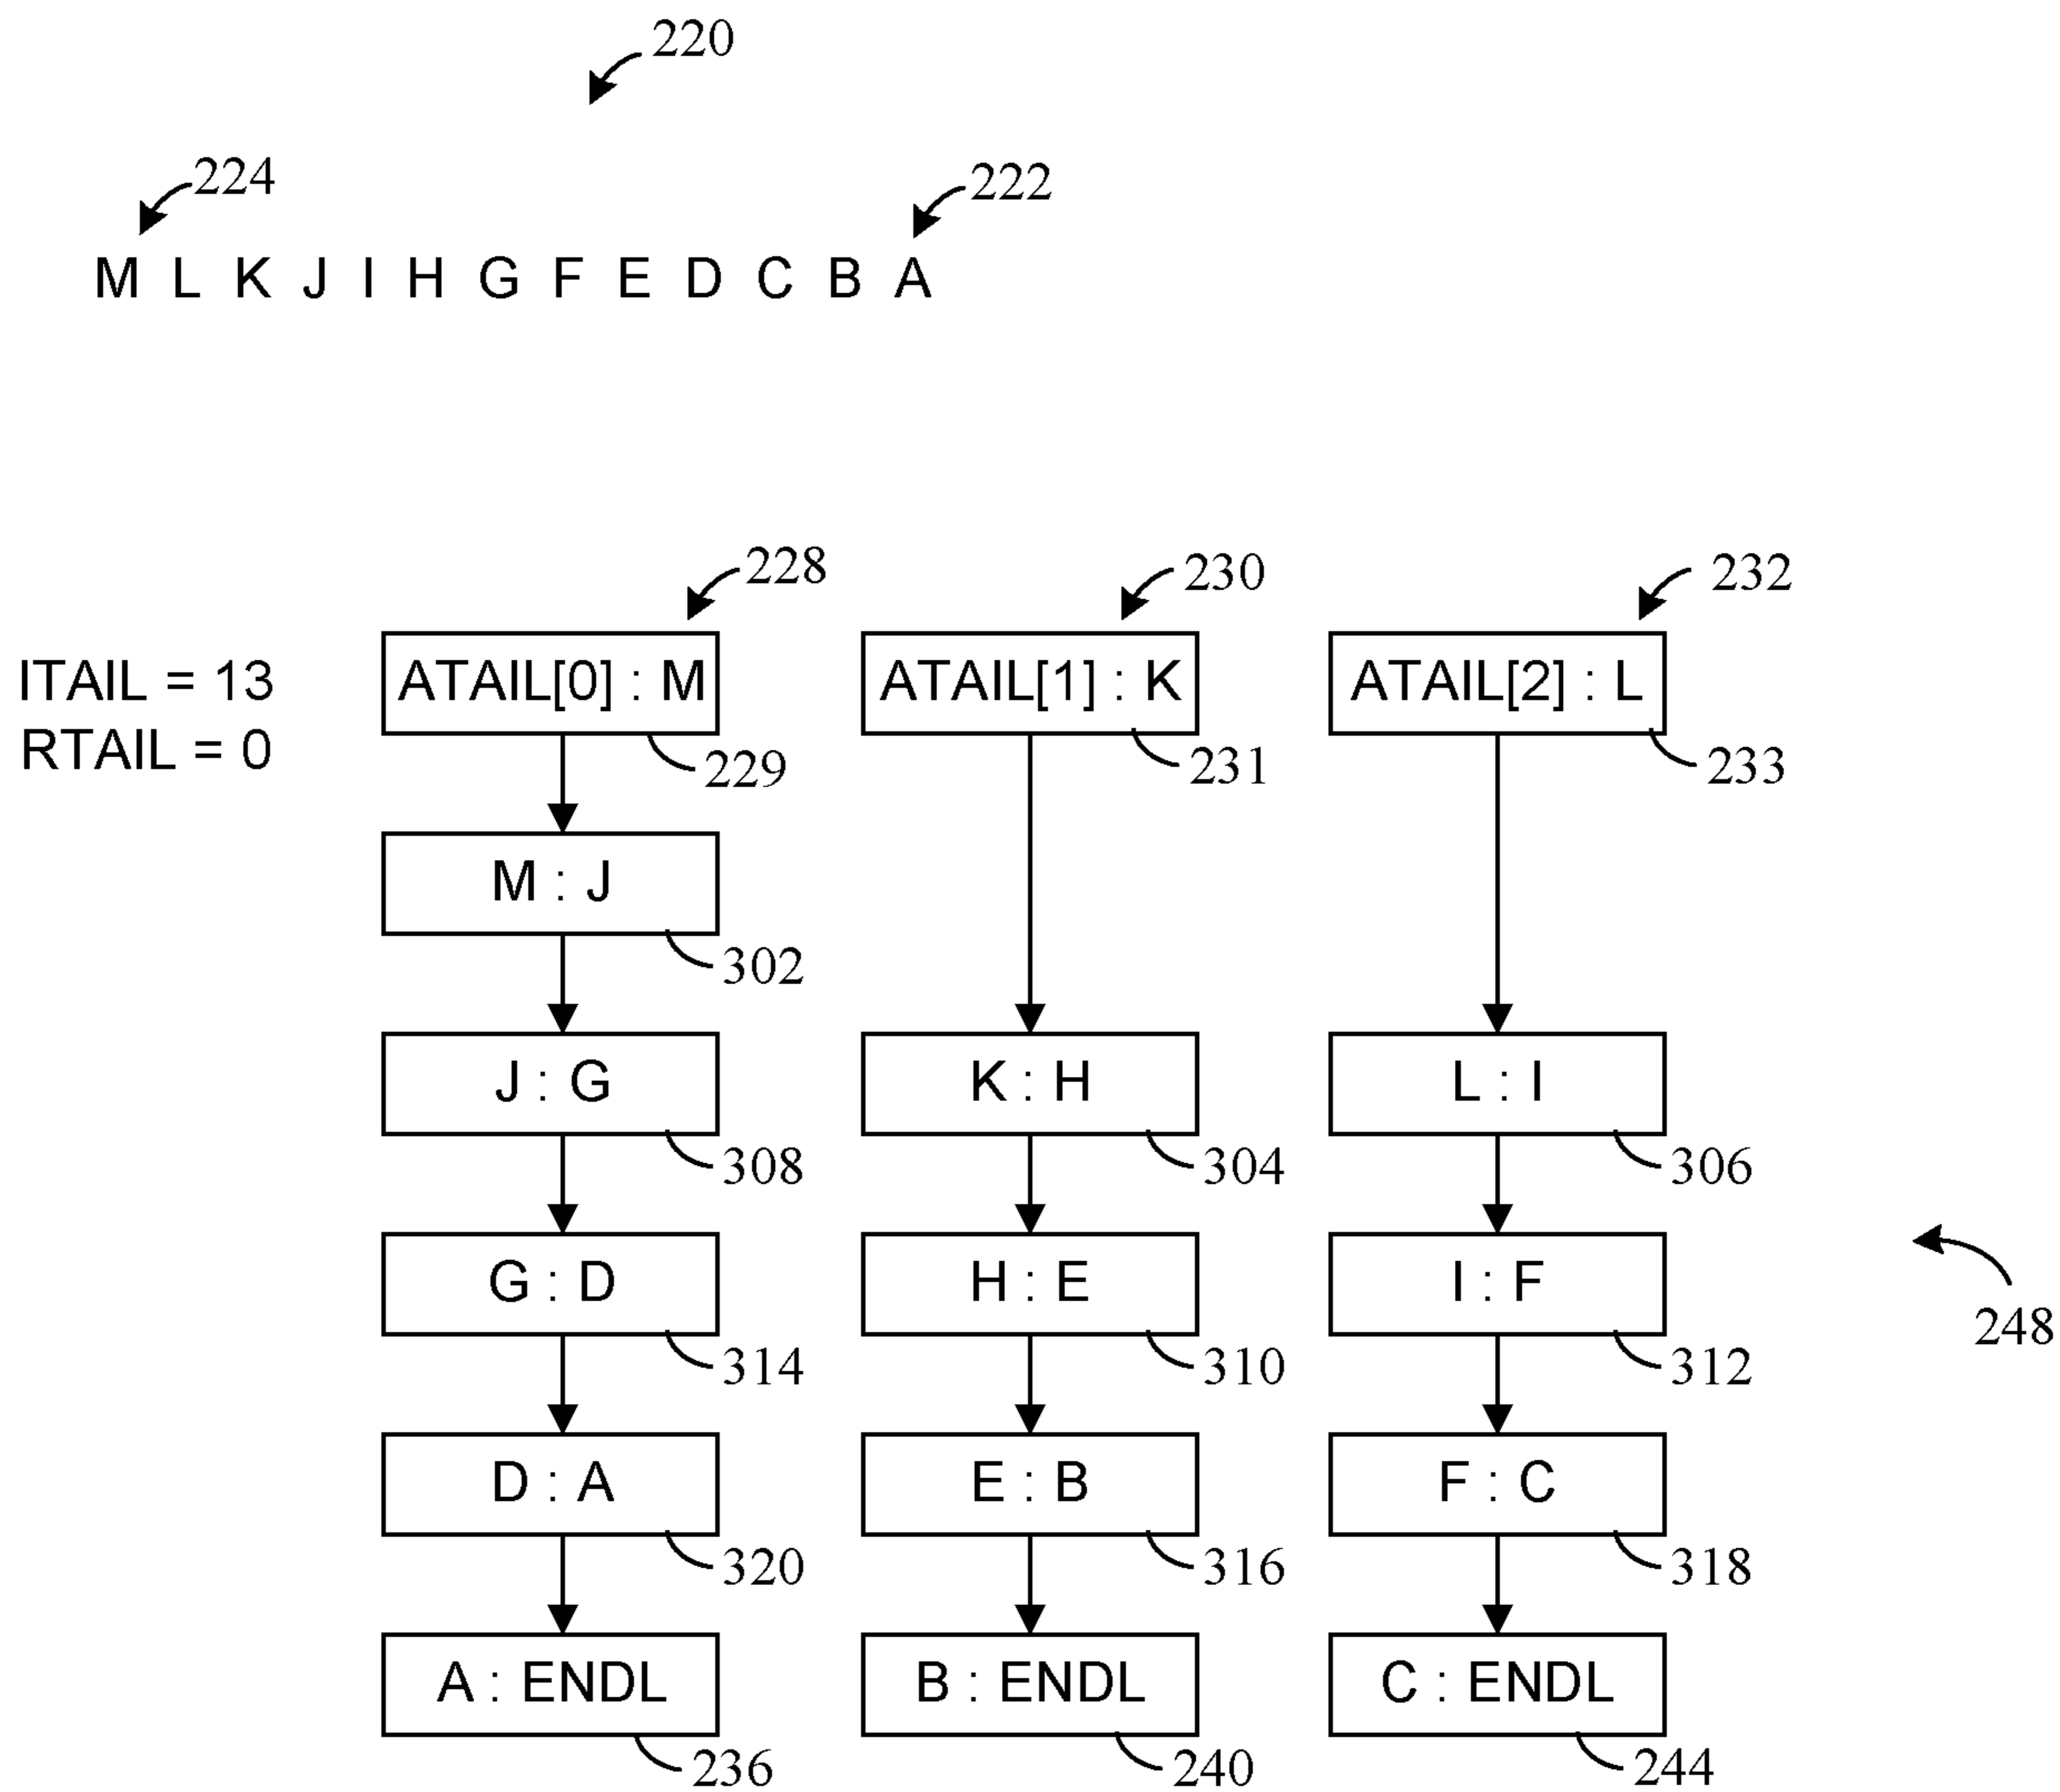 220
224
222
M L K J I H G F E D C B A
228
230
232
ITAIL = 13
RTAIL = 0
ATAIL[0] : M
ATAIL[1] : K
ATAIL[2] : L
229
231
233
M : J
302
J : G
K : H
L : I
308
304
306
G : D
H : E
I : F
248
314
310
312
D : A
E : B
F : C
320
316
318
A : ENDL
B : ENDL
C : ENDL
236
240
244